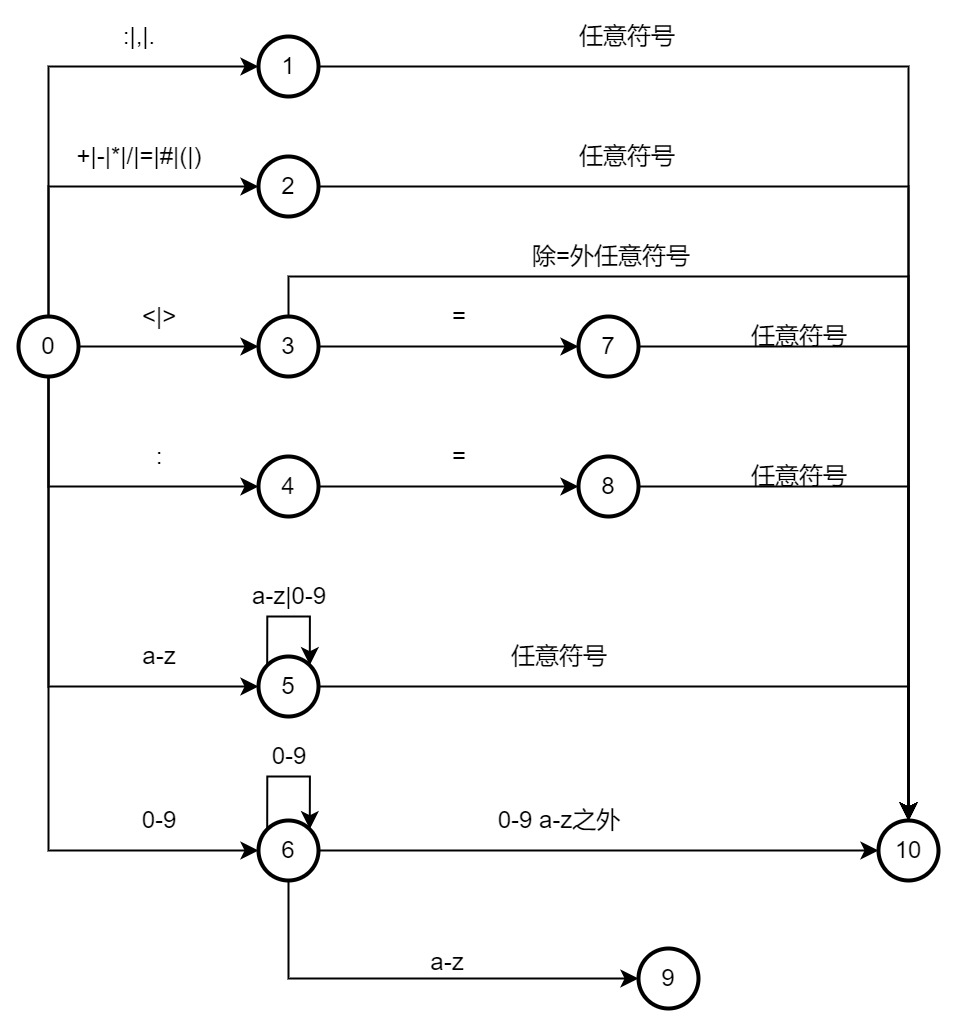 :|,|.
任意符号
1
+|-|*|/|=|#|(|)
任意符号
2
除=外任意符号
<|>
=
任意符号
0
3
7
:
=
任意符号
4
8
a-z|0-9
a-z
任意符号
5
0-9
0-9
0-9 a-z之外
6
10
a-z
9